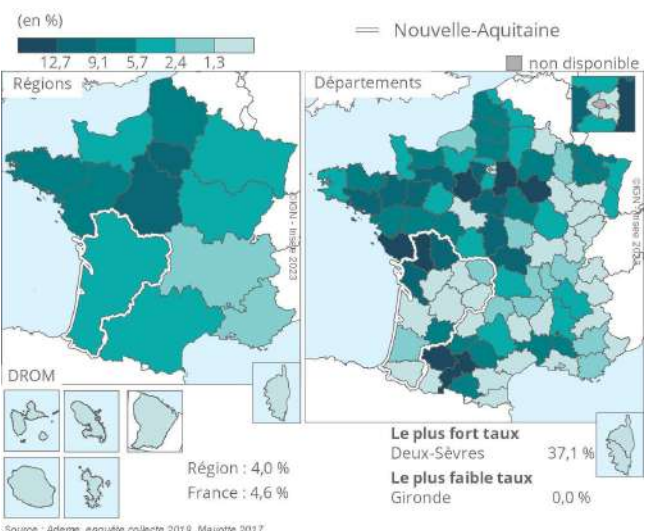 (en %)
12,7 9,1 5,7 2,4 1,3
Nouvelle-Aquitaine
non disponible
Régions
Départements
©IGN - Insee 2023
©IGN - Insee 2023
DROM
Région : 4,0 %
France : 4,6 %
Le plus fort taux
Deux-Sèvres 37,1 %
Le plus faible taux
Gironde 0,0 %
Source : Ademe, enquête collecte 2019, Mayotte 2017